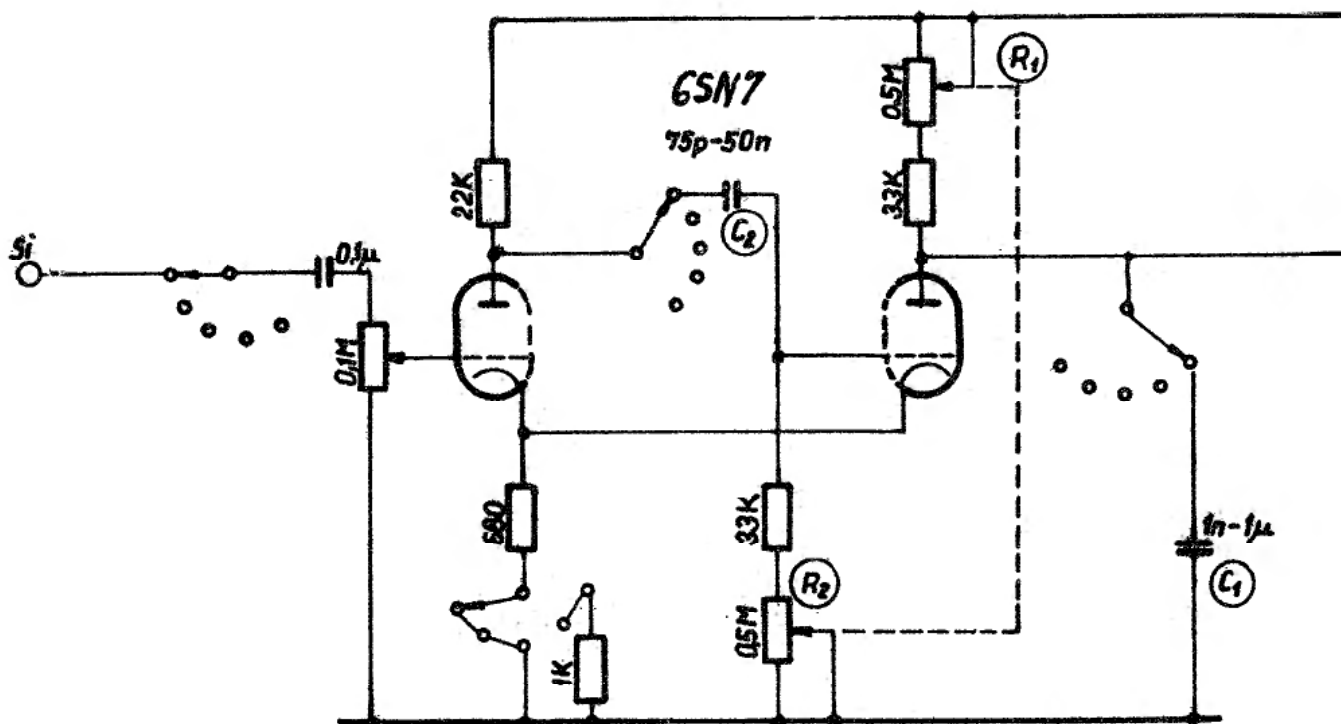 R1
0,5M
6SN7
75p-50n
22K
33K
C2
Si
0,1μ
0,1M
680
33K
1n-1μ
C1
R2
0,5M
1K